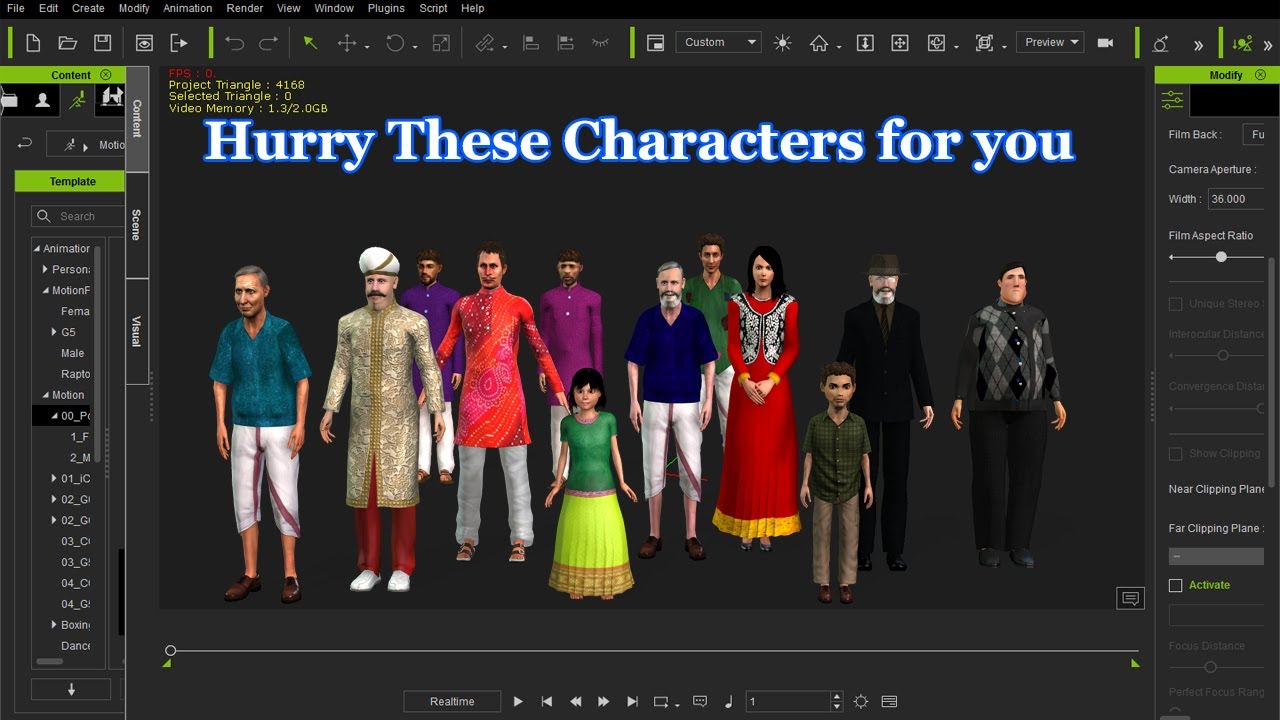 File Edit Create Modify Animation Render View Window Plugins Script Help
Custom
Preview
Content
Modify
FPS : 0.
Project Triangle : 4168
Selected Triangle : 0
Video Memory : 1.3/2.0GB
Hurry These Characters for you
Content
Scene
Visual
Motio
Template
Search
Animation
Persona
MotionF
Fema
G5
Male
Rapto
Motion
00_Po
1_F
2_M
01_iC
02_G
02_G
03_C
03_G
04_C
04_G
Boxing
Dance
Film Back : Fu
Camera Aperture :
Width : 36.000
Film Aspect Ratio
Unique Stereo
Interocular Distance
Convergence Dista
Show Clipping
Near Clipping Plane
Far Clipping Plane :
--
Activate
Focus Distance
Perfect Focus Rang
Realtime
1